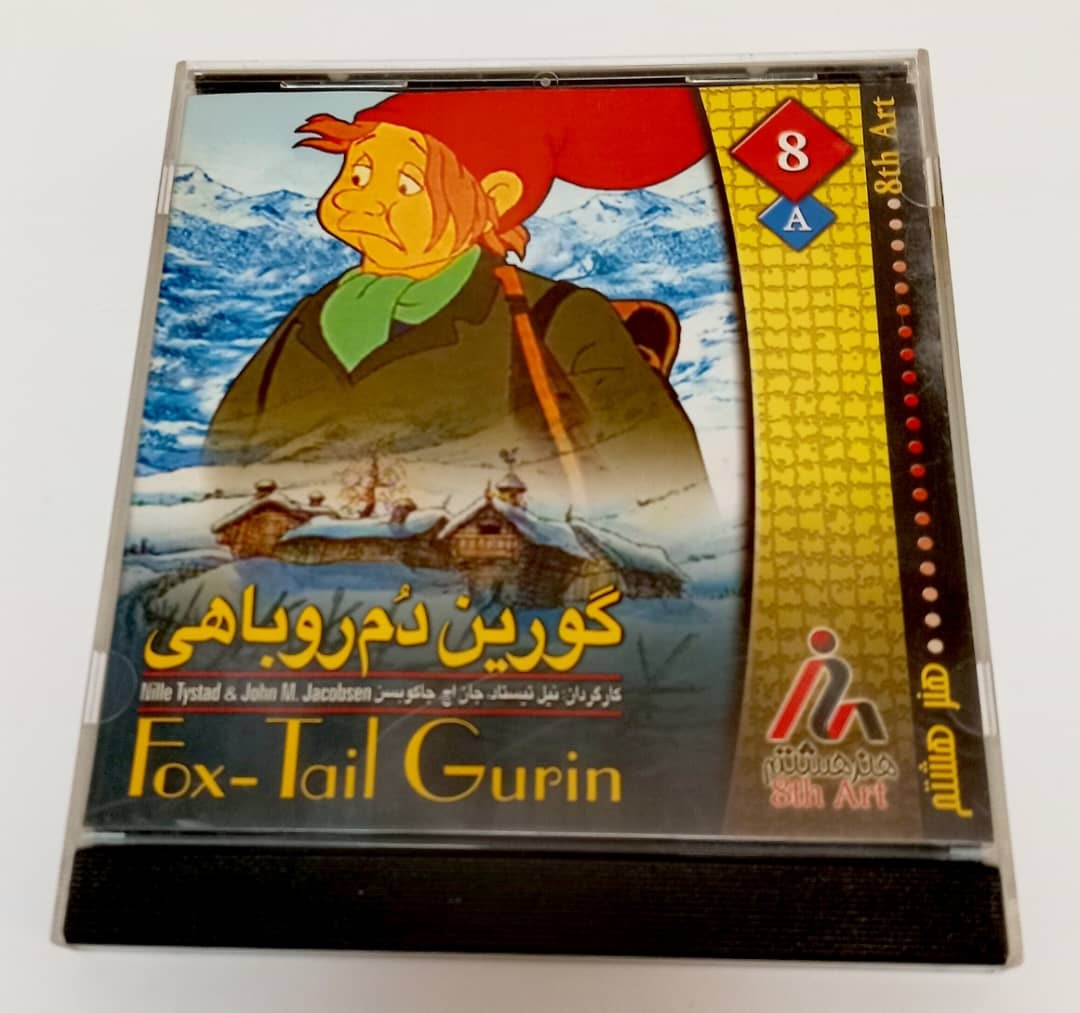 8
A
8th Art
هنر هشتم
گورین دُم روباهی
Nille Tystad & John M. Jacobsen کارگردان: نیل تیستاد، جان اچ جاکوبسن
Fox-Tail Gurin
هنر هشتم
8th Art